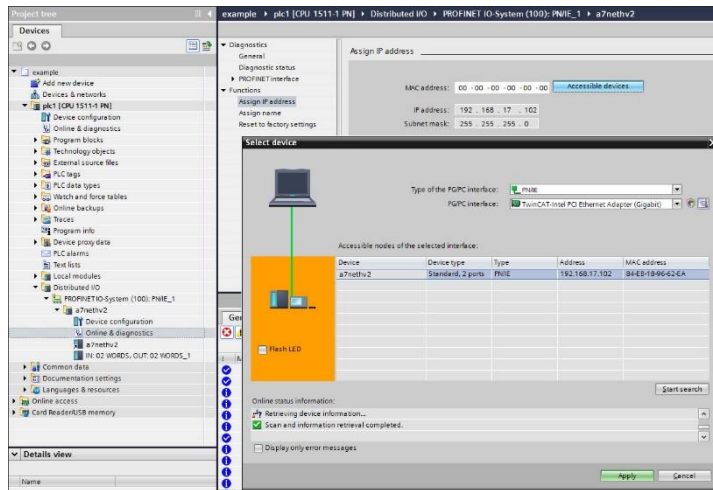 Project tree
Devices
example
Add new device
Devices & networks
plc1 [CPU 1511-1 PN]
Device configuration
Online & diagnostics
Program blocks
Technology objects
External source files
PLC tags
PLC data types
Watch and force tables
Online backups
Traces
Program info
Device proxy data
PLC alarms
Text lists
Local modules
Distributed I/O
PROFINET IO-System (100): PN/IE_1
a7nethv2
Device configuration
Online & diagnostics
a7nethv2
IN: 02 WORDS, OUT: 02 WORDS_1
Common data
Documentation settings
Languages & resources
Online access
Card Reader/USB memory
Details view
Name
example ▸ plc1 [CPU 1511-1 PN] ▸ Distributed I/O ▸ PROFINET IO-System (100): PN/IE_1 ▸ a7nethv2
Diagnostics
General
Diagnostic status
PROFINET interface
Functions
Assign IP address
Assign name
Reset to factory settings
Assign IP address
MAC address: 00 -00 -00 -00 -00 -00 Accessible devices
IP address: 192 . 168 . 17 . 102
Subnet mask: 255 . 255 . 255 . 0
Select device
Type of the PG/PC interface: PN/IE
PG/PC interface: TwinCAT-Intel PCI Ethernet Adapter (Gigabit)
Accessible nodes of the selected interface:
Device Device type Type Address MAC address
a7nethv2 Standard, 2 ports PN/IE 192.168.17.102 84-EB-18-96-62-EA
Flash LED
Start search
Online status information:
Retrieving device information...
Scan and information retrieval completed.
Display only error messages
Apply Cancel